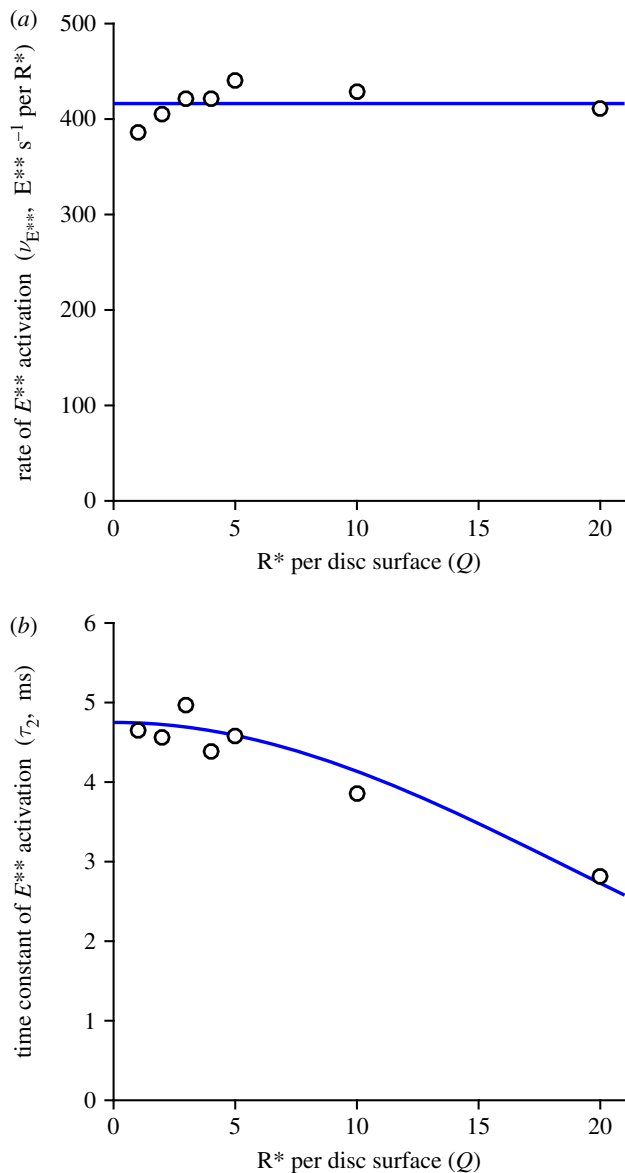 (a)
500
400
300
200
100
0
rate of E** activation (νE**, E** s−1 per R*)
0 5 10 15 20
R* per disc surface (Q)
(b)
6
5
4
3
2
1
0
time constant of E** activation (τ2, ms)
0 5 10 15 20
R* per disc surface (Q)